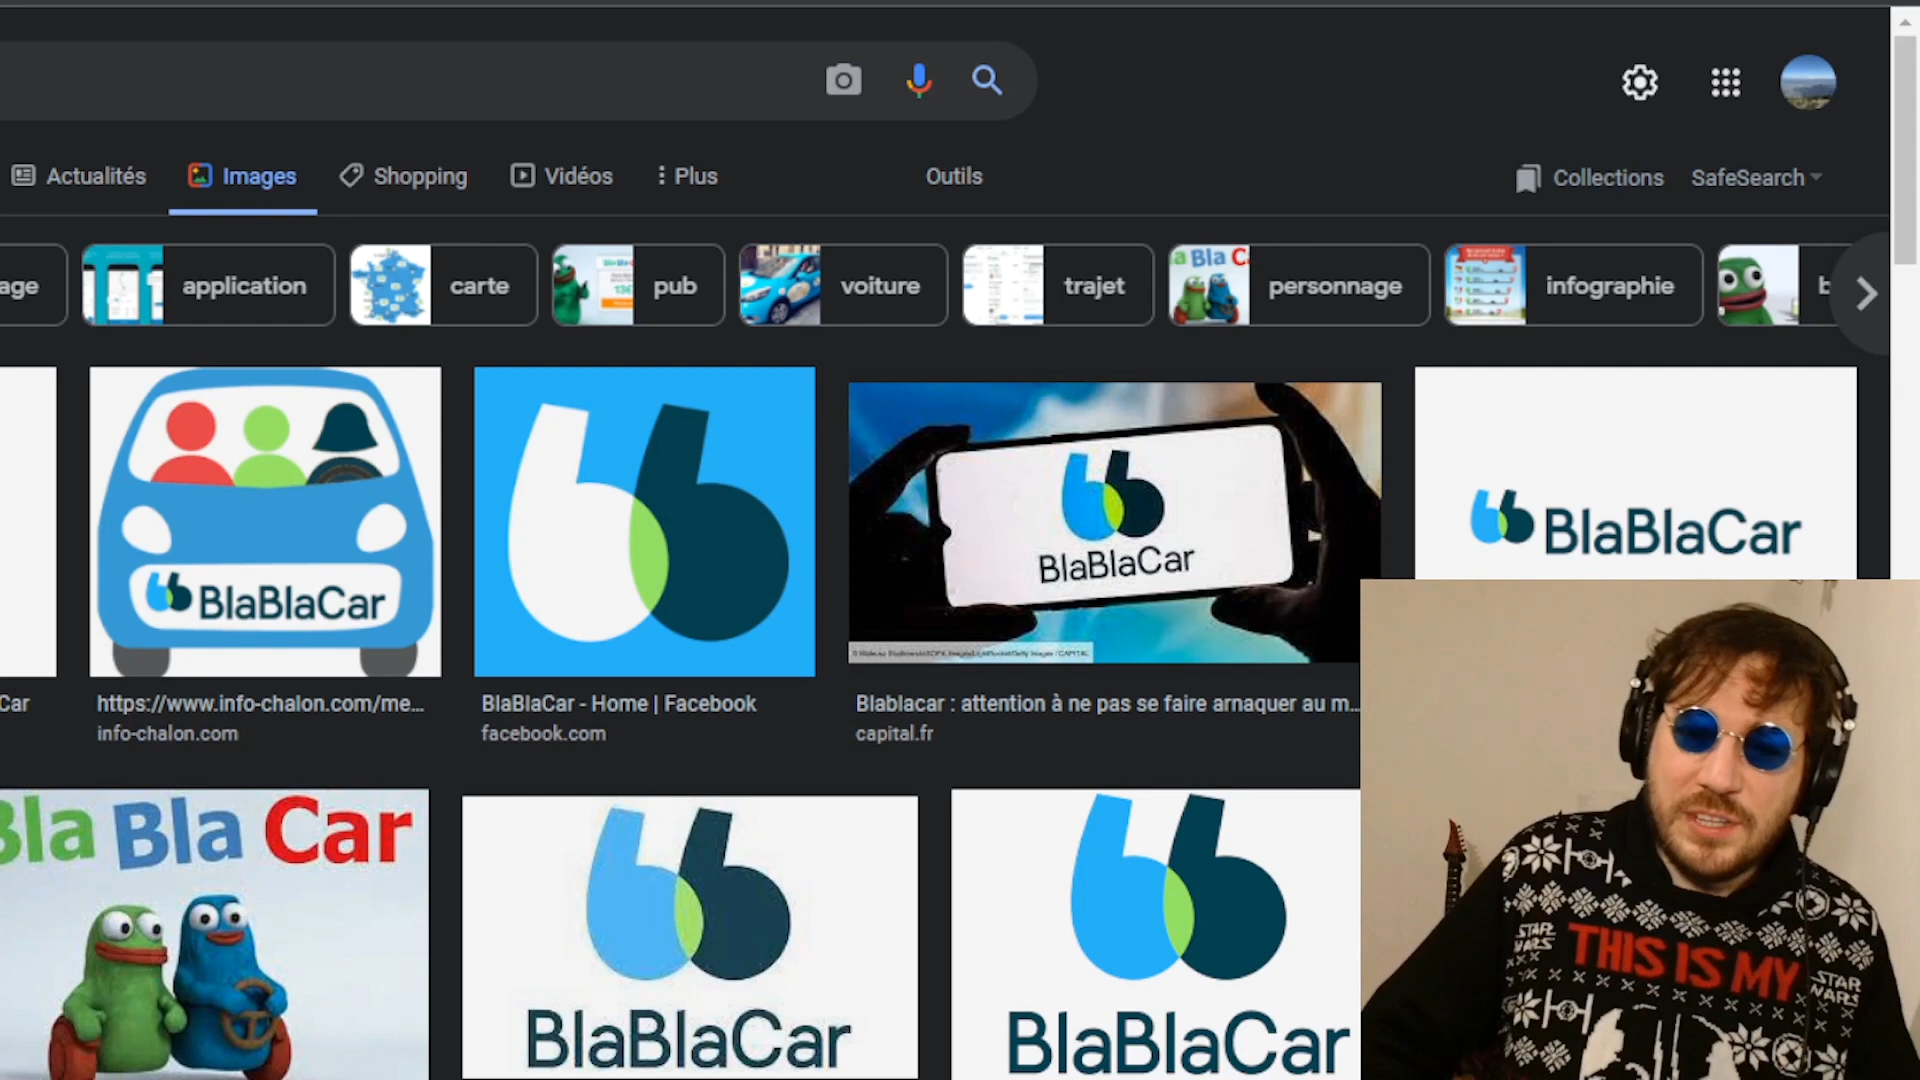 Actualités
Images
Shopping
Vidéos
Plus
Outils
Collections
SafeSearch
age
application
carte
pub
voiture
trajet
a Bla C
personnage
infographie
b
BlaBlaCar
BlaBlaCar
BlaBlaCar
Car
https://www.info-chalon.com/me...
info-chalon.com
BlaBlaCar - Home | Facebook
facebook.com
Blablacar : attention à ne pas se faire arnaquer au m...
capital.fr
Bla Bla Car
BlaBlaCar
BlaBlaCar
STAR WARS
THIS IS MY
STAR WARS